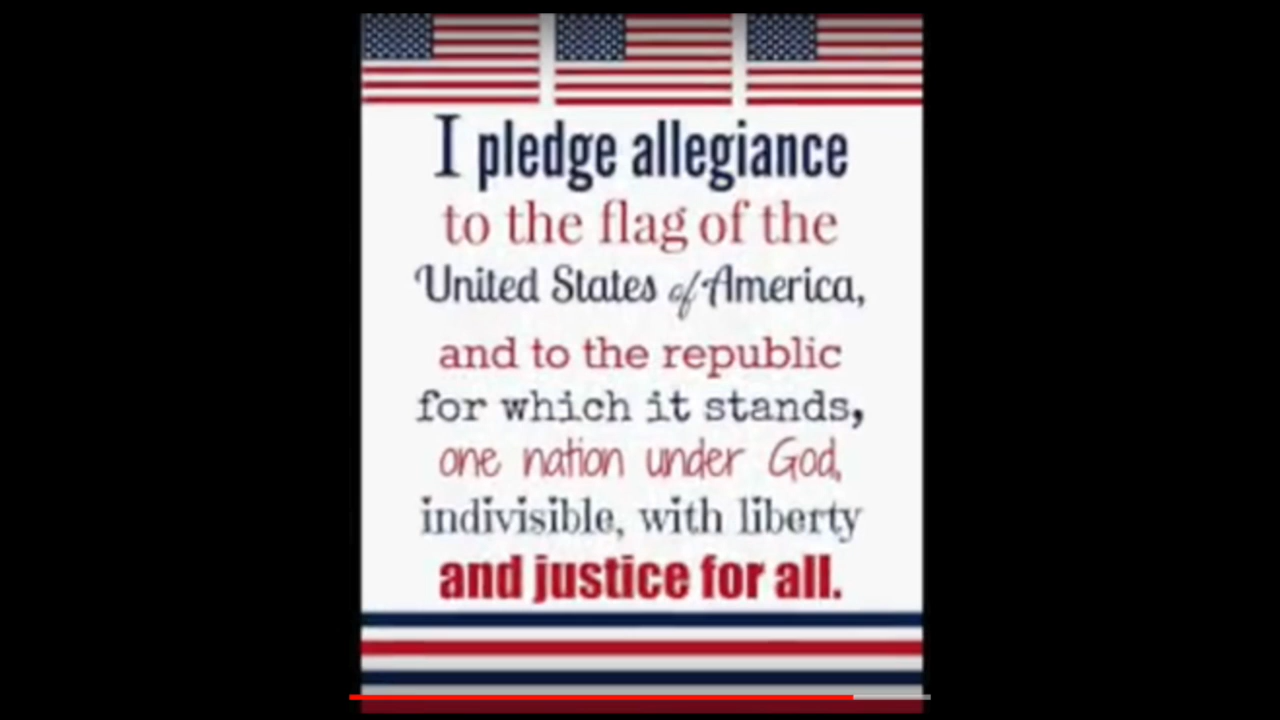 I pledge allegiance
to the flag of the
United States of America,
and to the republic
for which it stands,
one nation under God,
indivisible, with liberty
and justice for all.